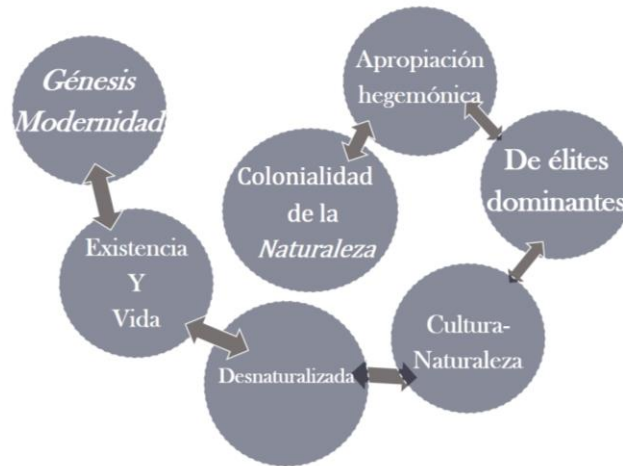 Génesis
Modernidad
Apropiación
hegemónica
Colonialidad
de la
Naturaleza
De élites
dominantes
Existencia
Y
Vida
Cultura-
Naturaleza
Desnaturalizada